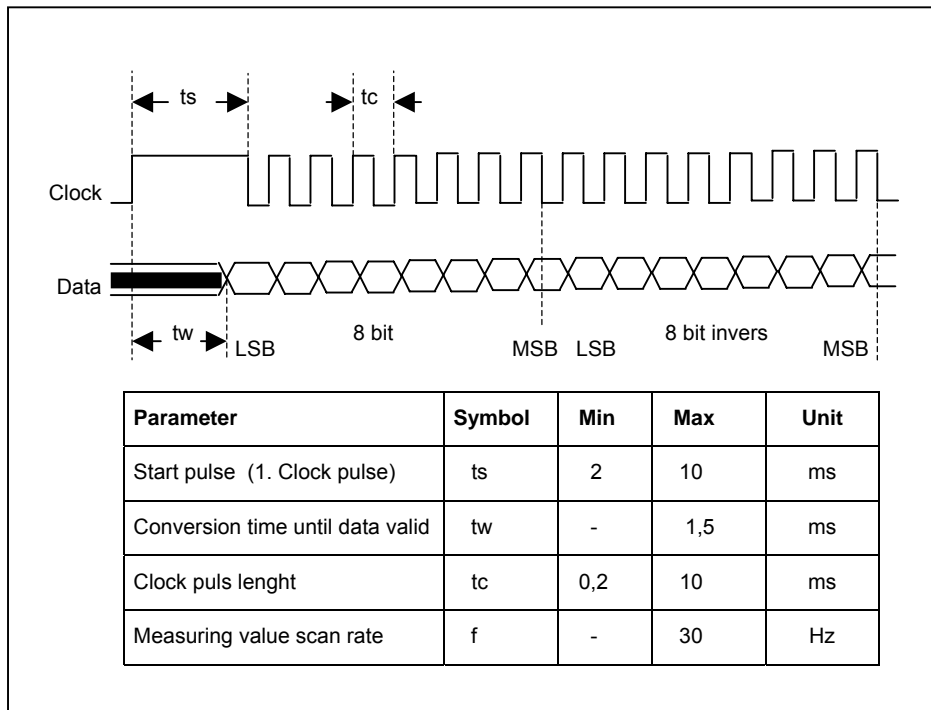 ts tc
Clock
Data
tw LSB 8 bit MSB LSB 8 bit invers MSB
Parameter Symbol Min Max Unit
Start pulse (1. Clock pulse) ts 2 10 ms
Conversion time until data valid tw - 1,5 ms
Clock puls lenght tc 0,2 10 ms
Measuring value scan rate f - 30 Hz